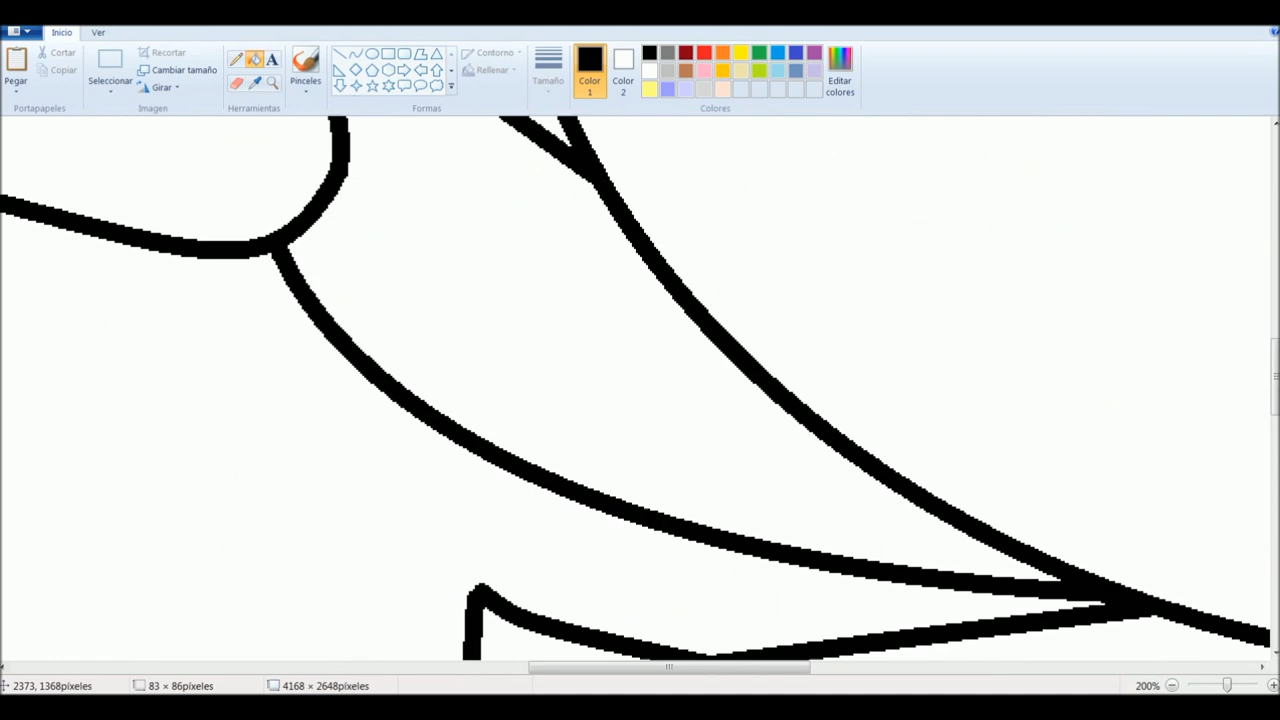 Inicio Ver
Pegar
Cortar
Copiar
Portapapeles
Seleccionar
Recortar
Cambiar tamaño
Girar
Imagen
A
Herramientas
Pinceles
Contorno
Rellenar
Formas
Tamaño
Color
1
Color
2
Editar
colores
Colores
2373, 1368píxeles 83 × 86píxeles 4168 × 2648píxeles 200%